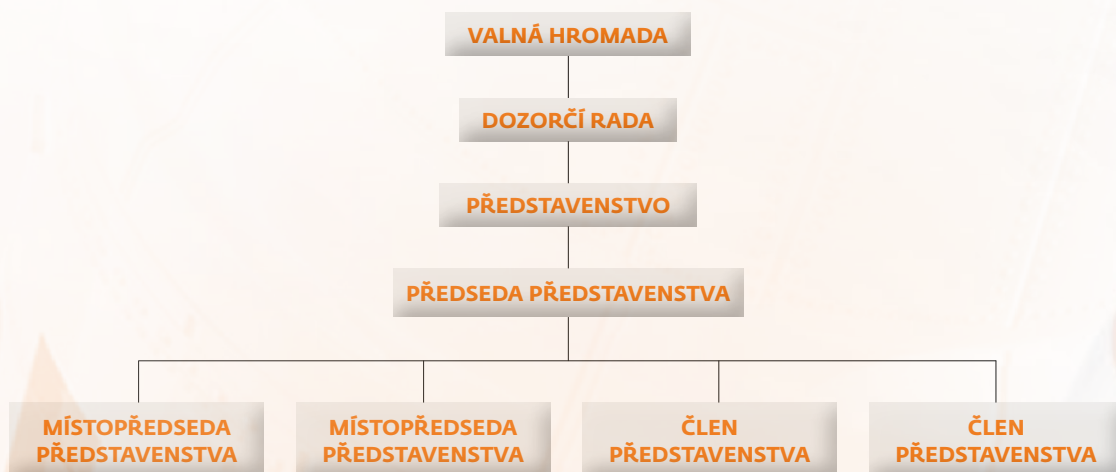 VALNÁ HROMADA
DOZORČÍ RADA
PŘEDSTAVENSTVO
PŘEDSEDA PŘEDSTAVENSTVA
MÍSTOPŘEDSEDA
PŘEDSTAVENSTVA
MÍSTOPŘEDSEDA
PŘEDSTAVENSTVA
ČLEN
PŘEDSTAVENSTVA
ČLEN
PŘEDSTAVENSTVA